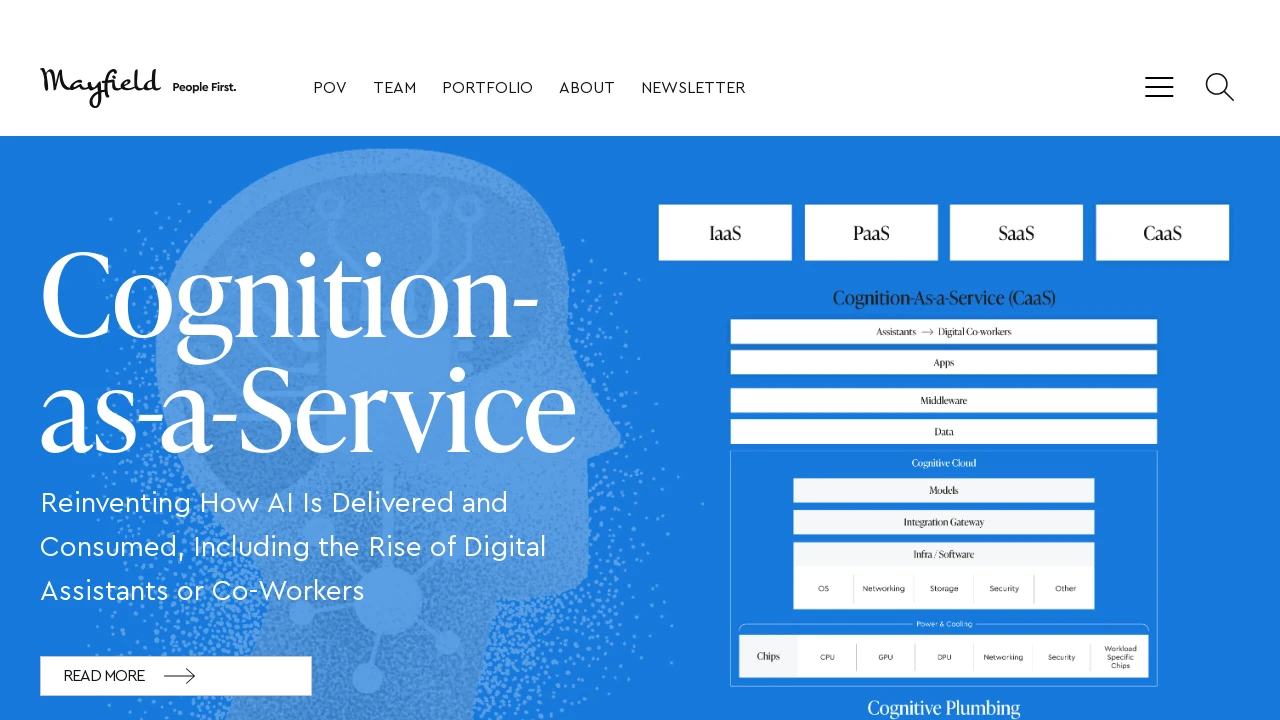 Mayfield People First.
POV TEAM PORTFOLIO ABOUT NEWSLETTER
Cognition-
as-a-Service
Reinventing How AI Is Delivered and
Consumed, Including the Rise of Digital
Assistants or Co-Workers
READ MORE
IaaS PaaS SaaS CaaS
Cognition-As-a-Service (CaaS)
Assistants → Digital Co-workers
Apps
Middleware
Data
Cognitive Cloud
Models
Integration Gateway
Infra / Software
OS Networking Storage Security Other
Power & Cooling
Chips CPU GPU DPU Networking Security Workload
Specific
Chips
Cognitive Plumbing